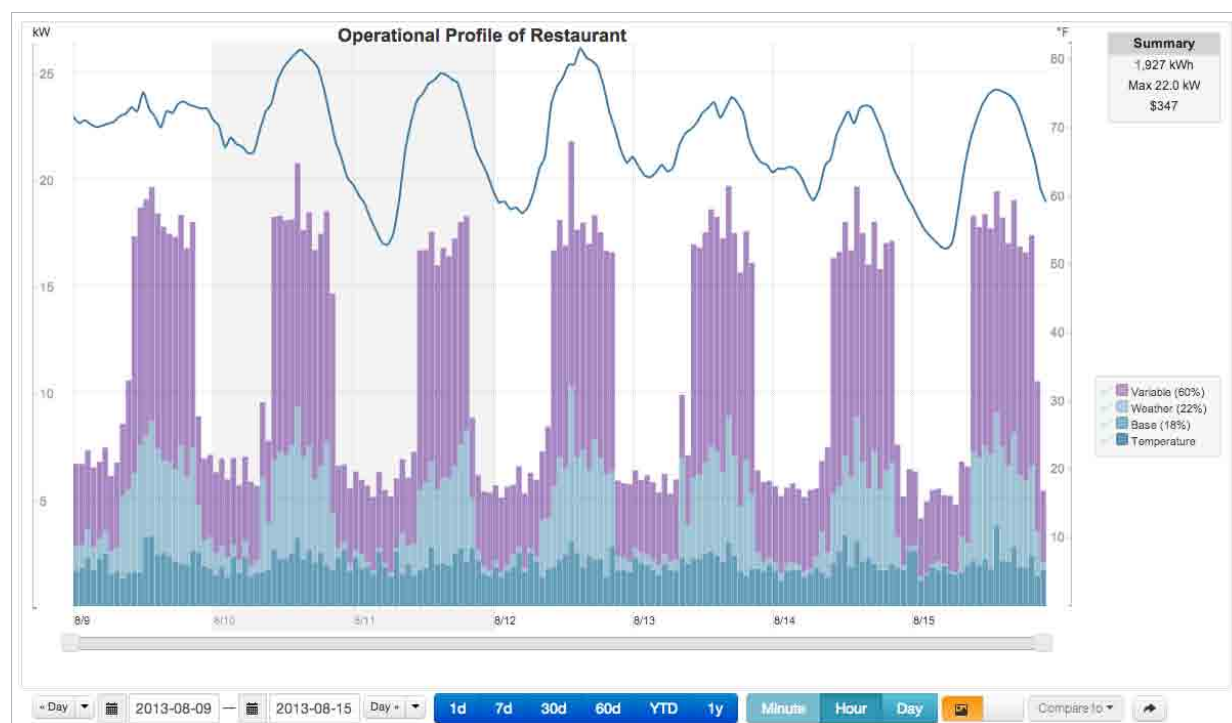 Operational Profile of Restaurant
kW
°F
25
20
15
10
5
80
70
60
50
40
30
20
10
8/9
8/10
8/11
8/12
8/13
8/14
8/15
Summary
1,927 kWh
Max 22.0 kW
$347
Variable (60%)
Weather (22%)
Base (18%)
Temperature
« Day
2013-08-09 — 2013-08-15
Day »
1d 7d 30d 60d YTD 1y
Minute Hour Day
Compare to